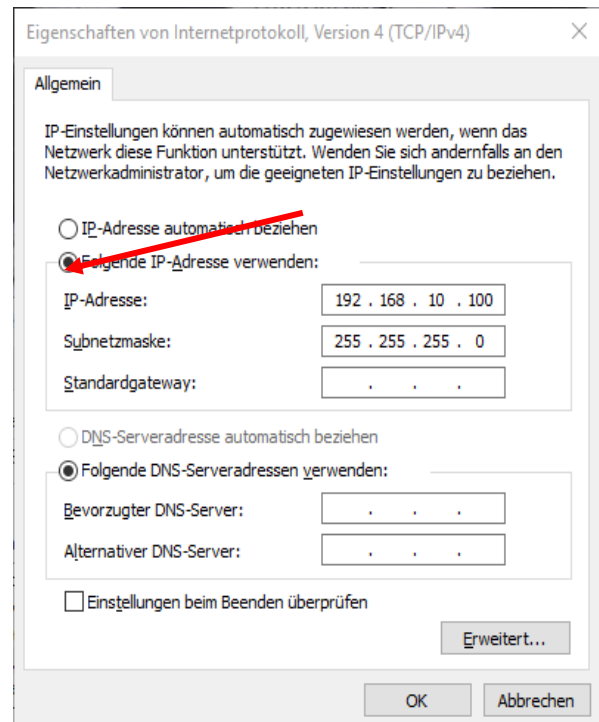 Eigenschaften von Internetprotokoll, Version 4 (TCP/IPv4)
Allgemein
IP-Einstellungen können automatisch zugewiesen werden, wenn das
Netzwerk diese Funktion unterstützt. Wenden Sie sich andernfalls an den
Netzwerkadministrator, um die geeigneten IP-Einstellungen zu beziehen.
IP-Adresse automatisch beziehen
Folgende IP-Adresse verwenden:
IP-Adresse: 192 . 168 . 10 . 100
Subnetzmaske: 255 . 255 . 255 . 0
Standardgateway: . . .
DNS-Serveradresse automatisch beziehen
Folgende DNS-Serveradressen verwenden:
Bevorzugter DNS-Server: . . .
Alternativer DNS-Server: . . .
Einstellungen beim Beenden überprüfen
Erweitert...
OK Abbrechen